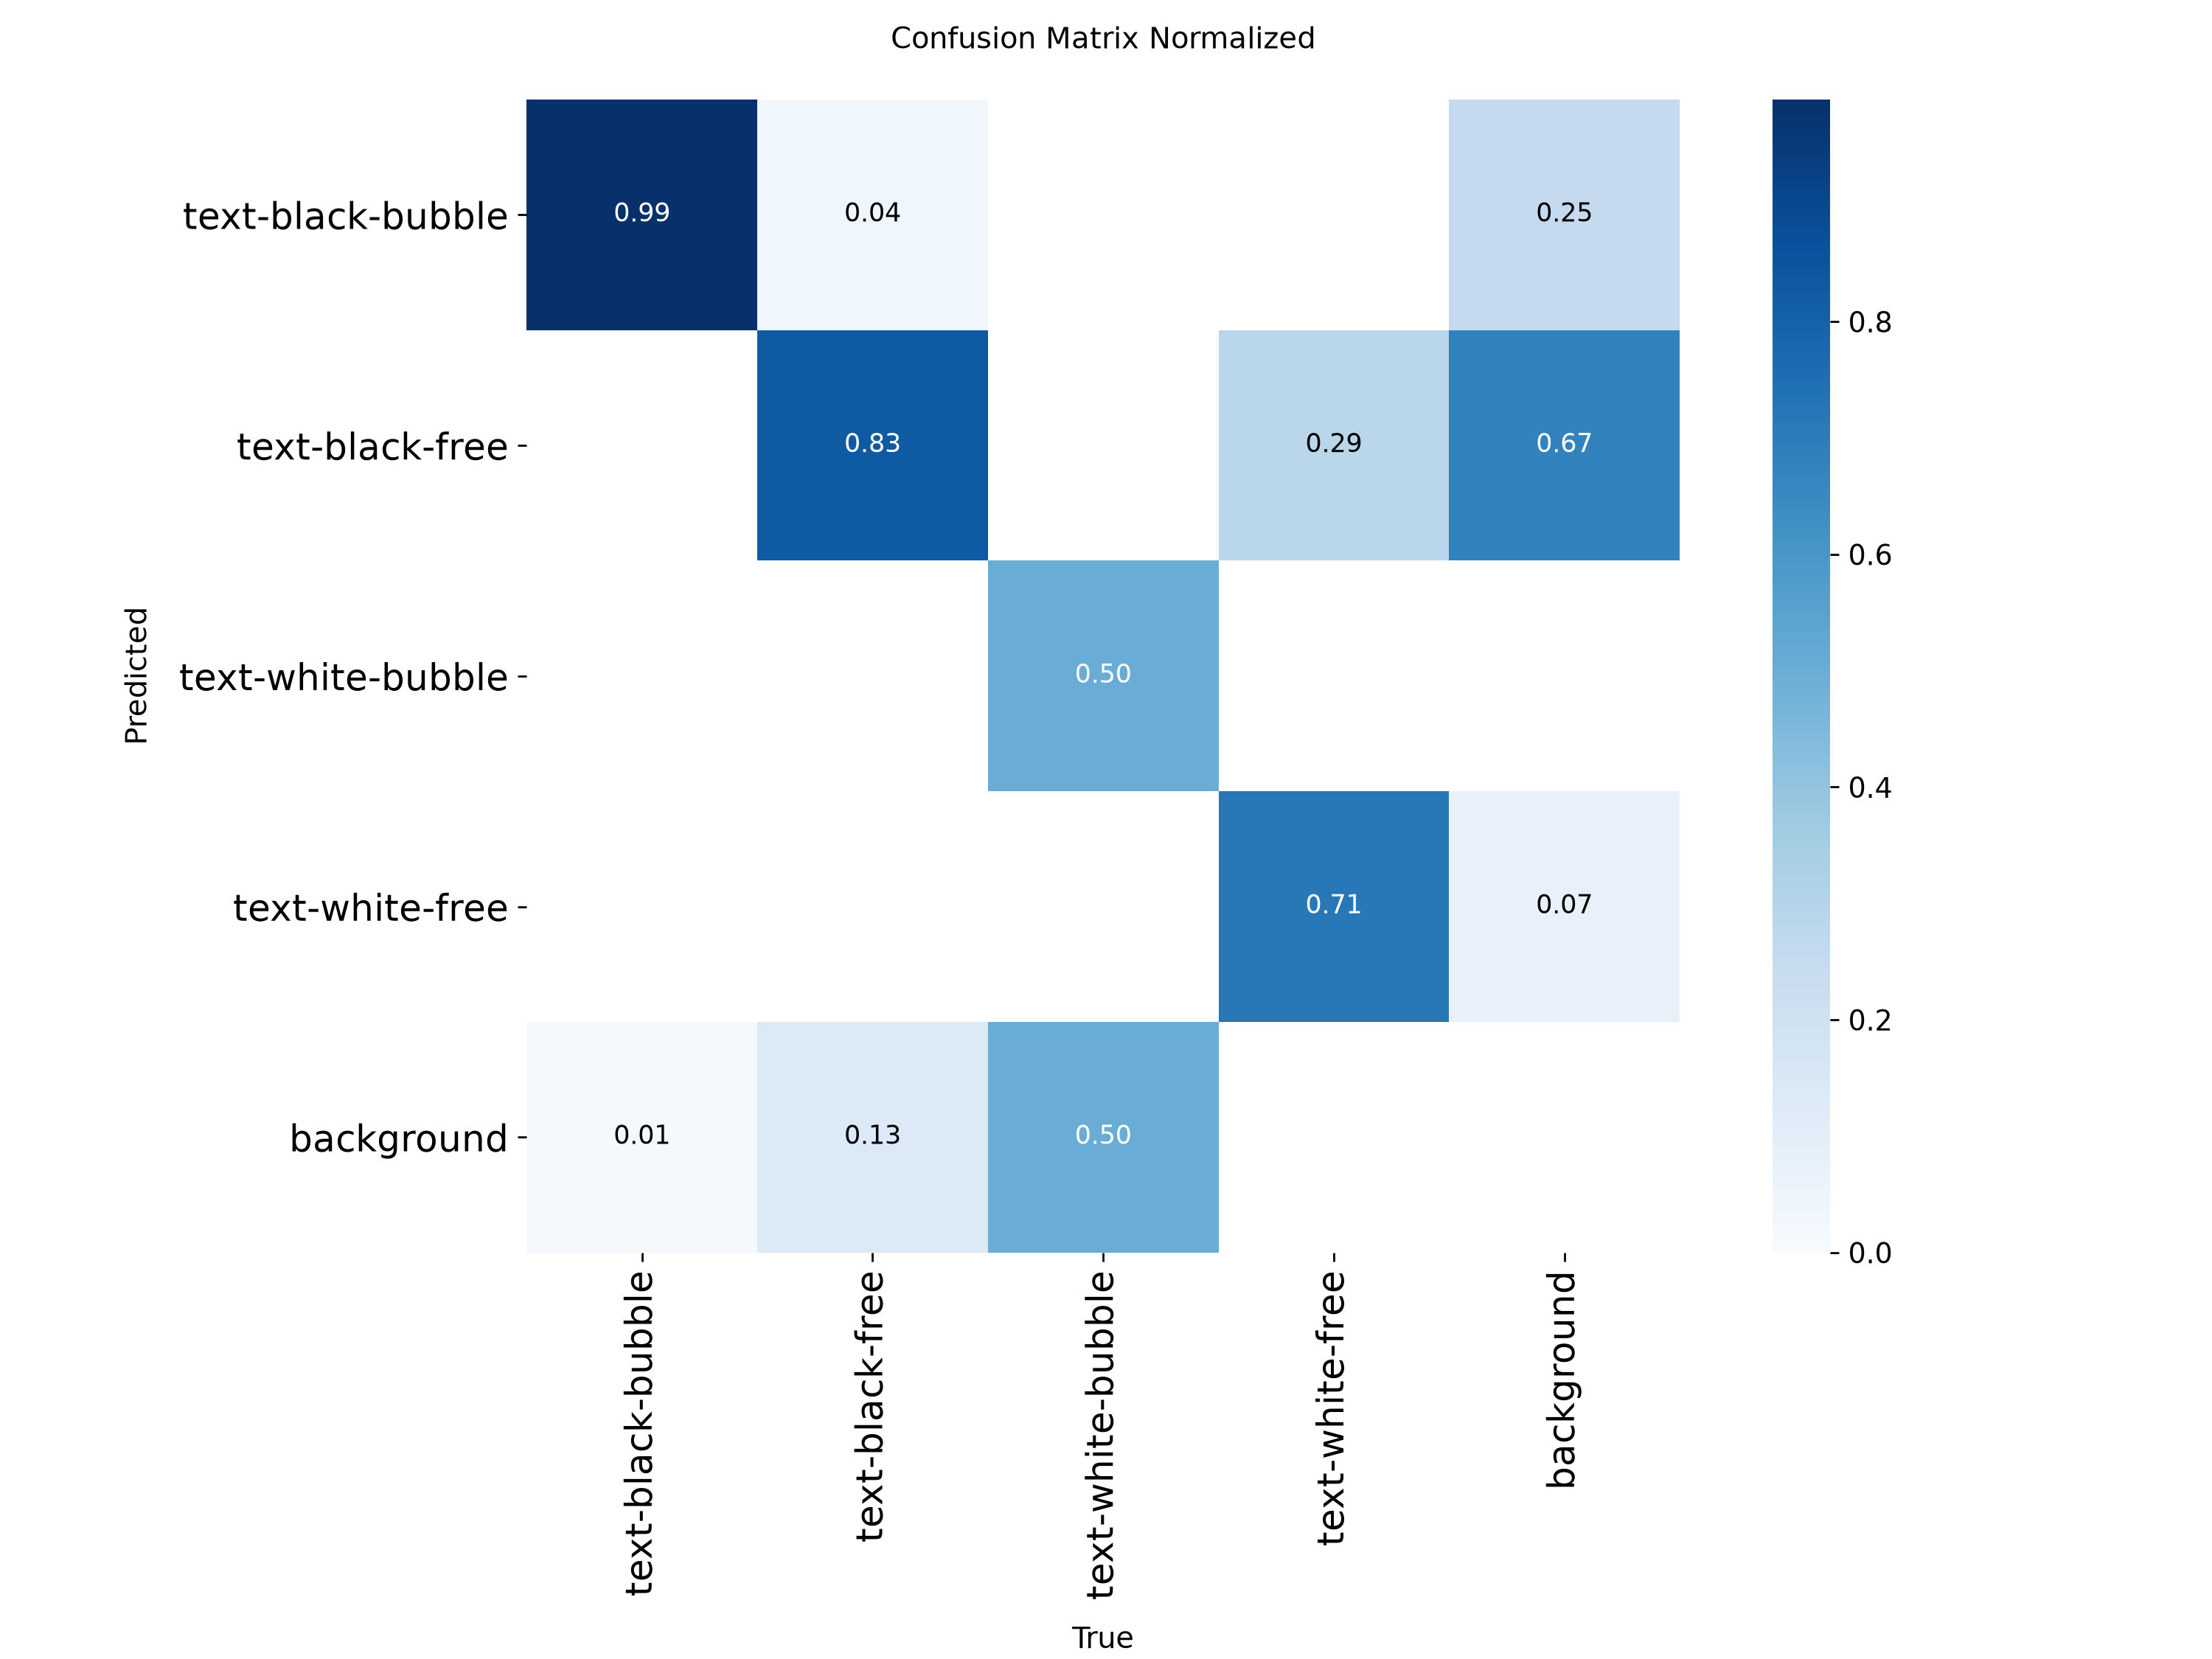 Confusion Matrix Normalized
text-black-bubble
0.99
0.04
0.25
0.8
text-black-free
0.83
0.29
0.67
0.6
Predicted
text-white-bubble
0.50
0.4
text-white-free
0.71
0.07
0.2
background
0.01
0.13
0.50
0.0
text-black-bubble
text-black-free
text-white-bubble
text-white-free
background
True